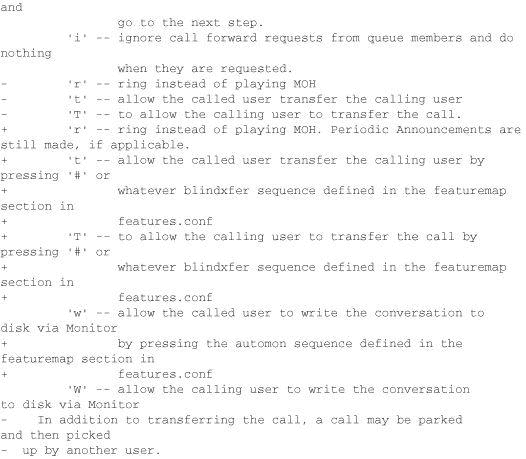 and
go to the next step.
'i' -- ignore call forward requests from queue members and do
nothing
when they are requested.
- 'r' -- ring instead of playing MOH
- 't' -- allow the called user transfer the calling user
- 'T' -- to allow the calling user to transfer the call.
+ 'r' -- ring instead of playing MOH. Periodic Announcements are
still made, if applicable.
+ 't' -- allow the called user transfer the calling user by
pressing '#' or
+ whatever blindxfer sequence defined in the featuremap
section in
+ features.conf
+ 'T' -- to allow the calling user to transfer the call by
pressing '#' or
+ whatever blindxfer sequence defined in the featuremap
section in
+ features.conf
'w' -- allow the called user to write the conversation to
disk via Monitor
+ by pressing the automon sequence defined in the
featuremap section in
+ features.conf
'W' -- allow the calling user to write the conversation
to disk via Monitor
- In addition to transferring the call, a call may be parked
and then picked
- up by another user.